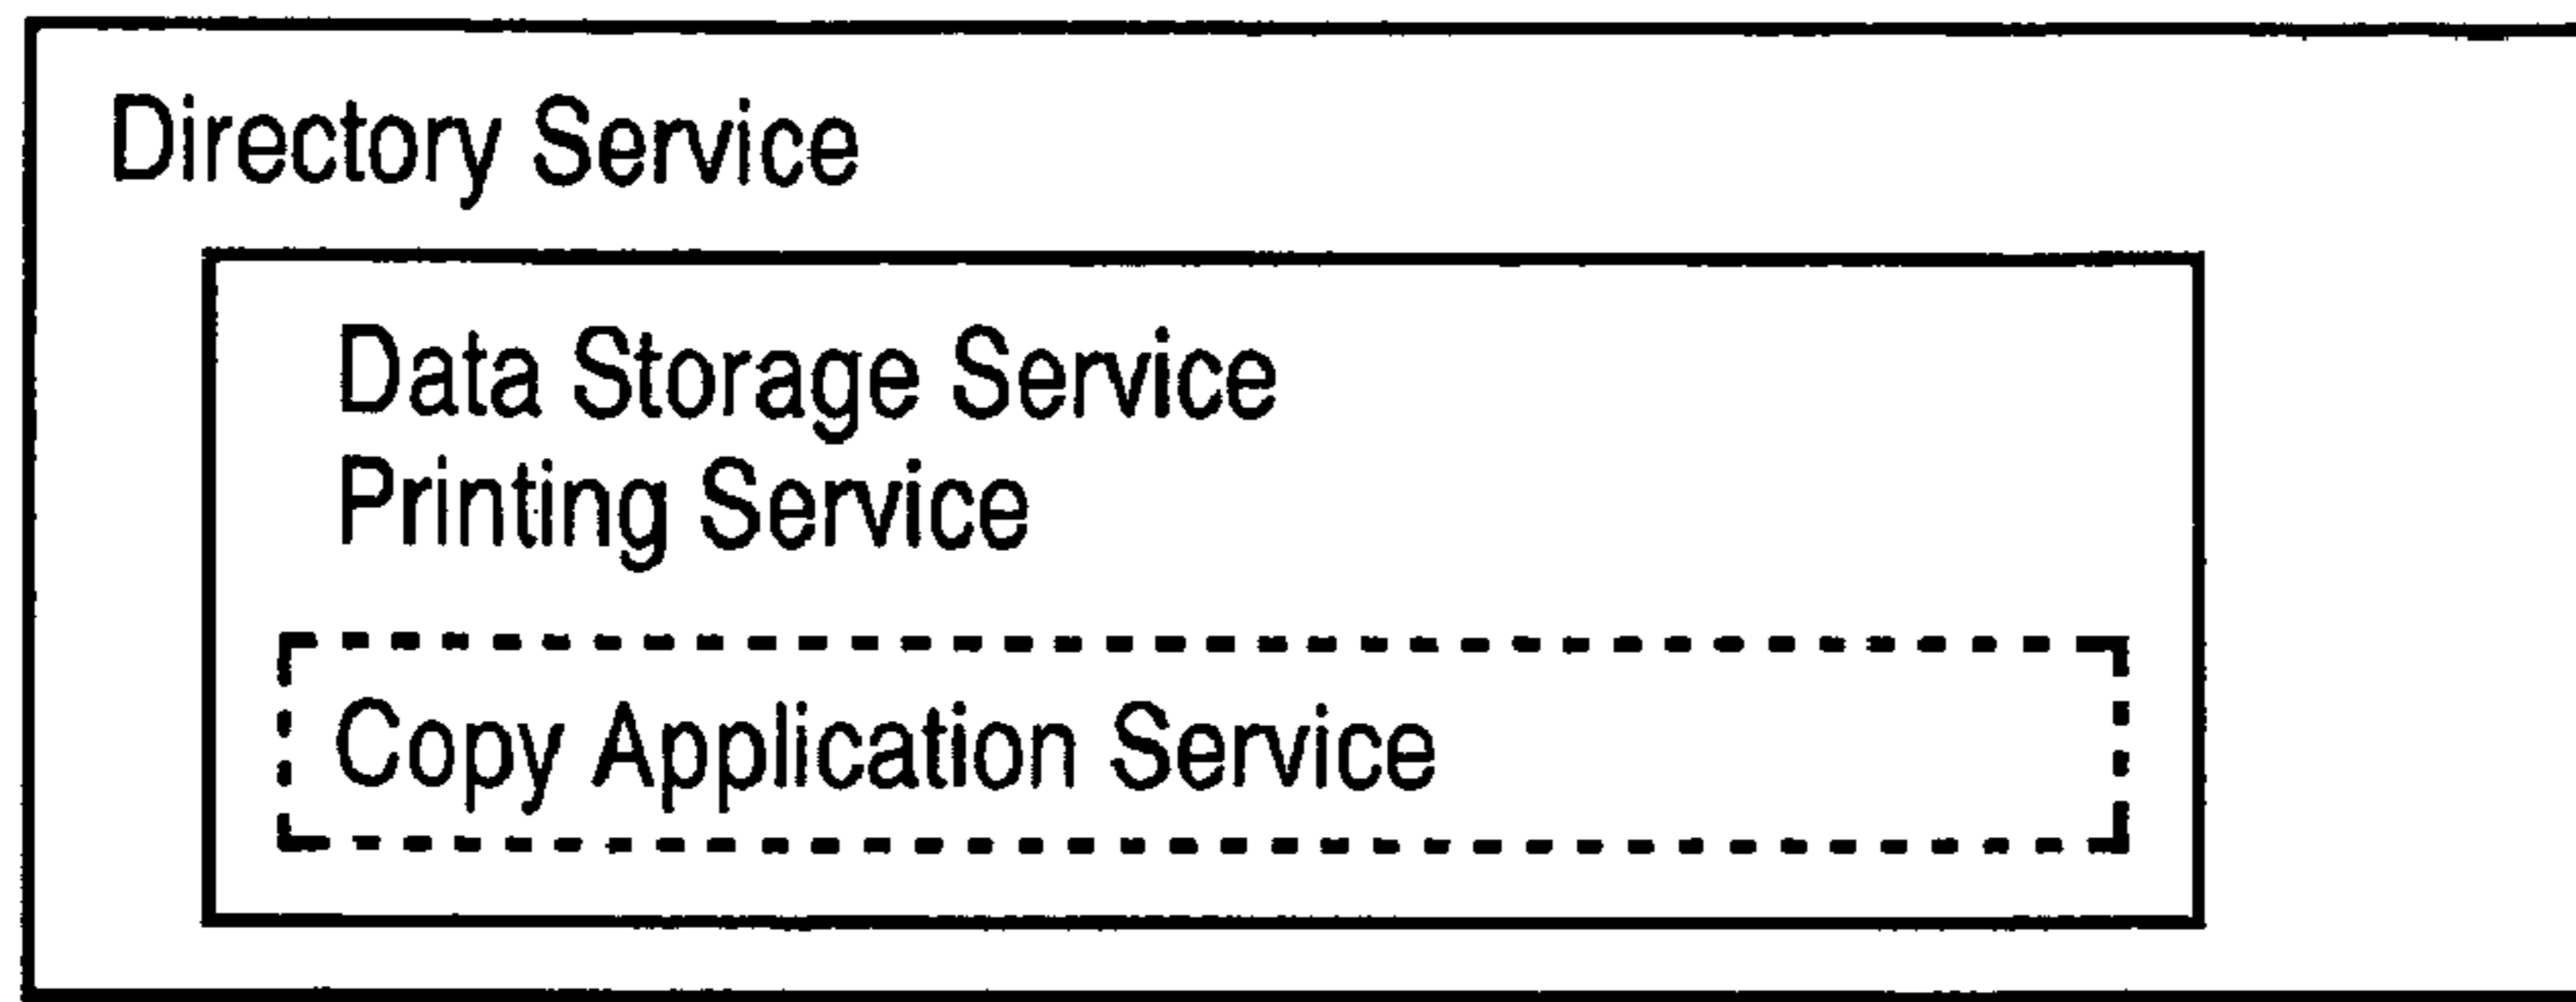 Directory Service
Data Storage Service
Printing Service
Copy Application Service